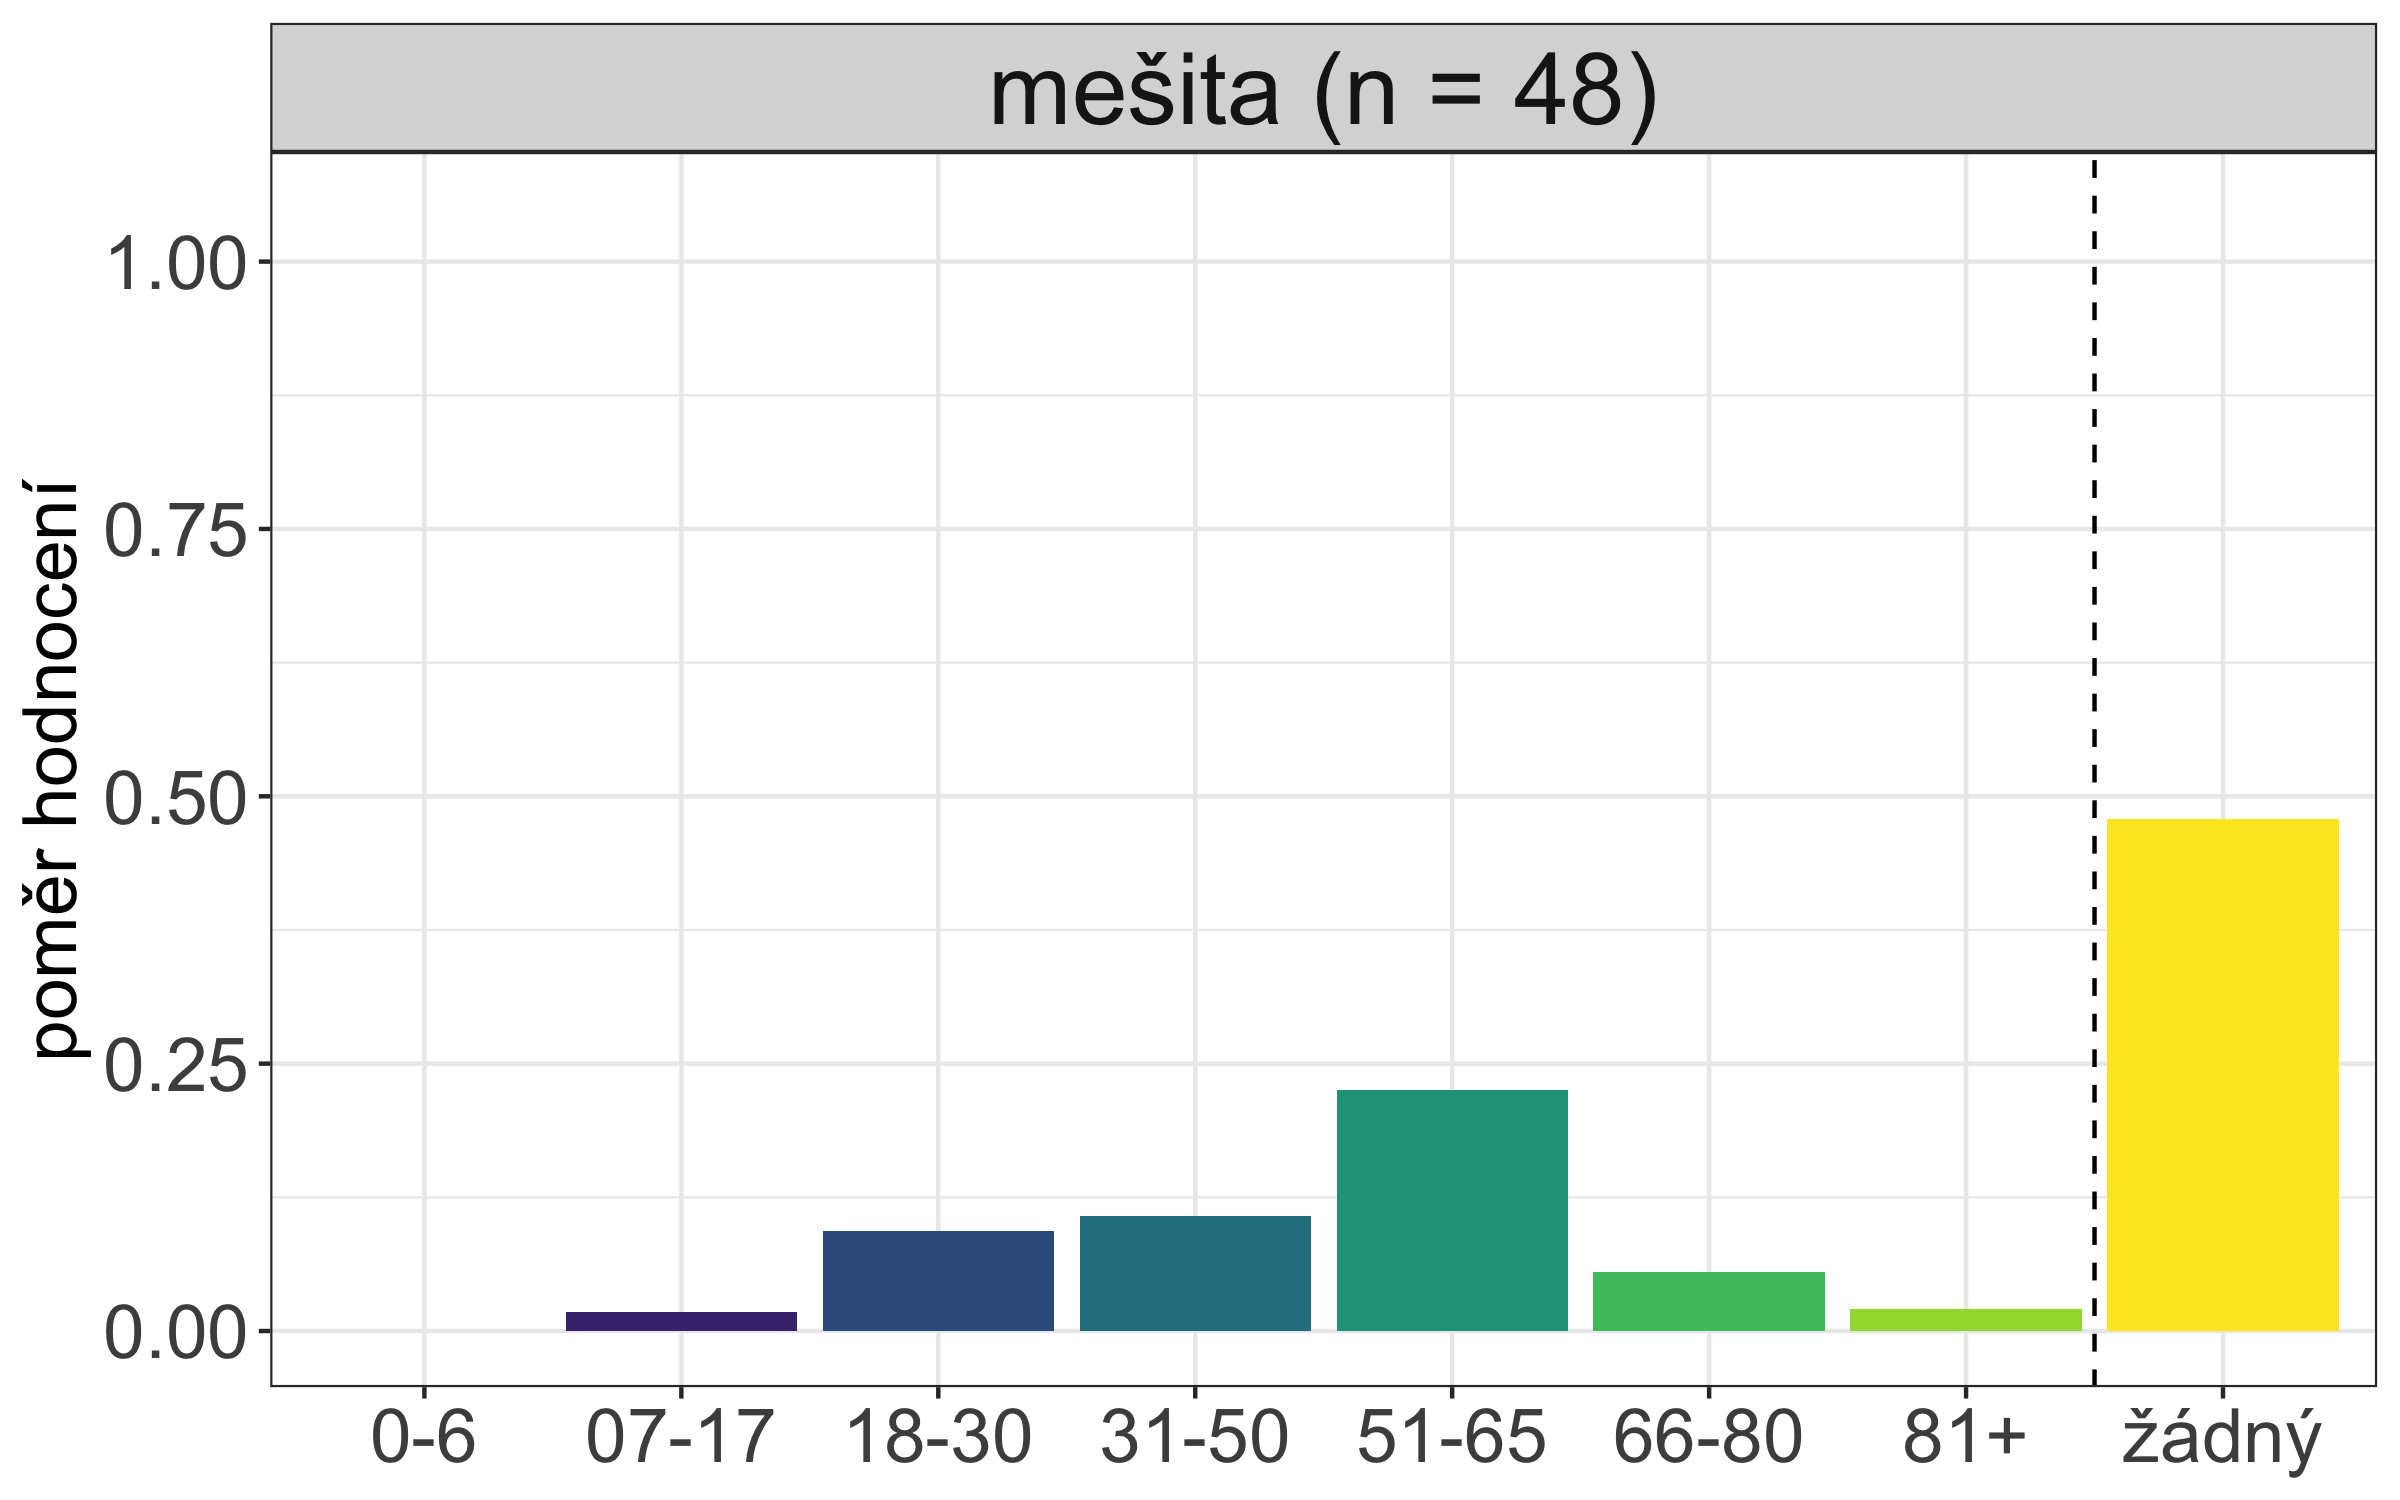 mešita (n = 48)
poměr hodnocení
1.00
0.75
0.50
0.25
0.00
0-6 07-17 18-30 31-50 51-65 66-80 81+ žádný